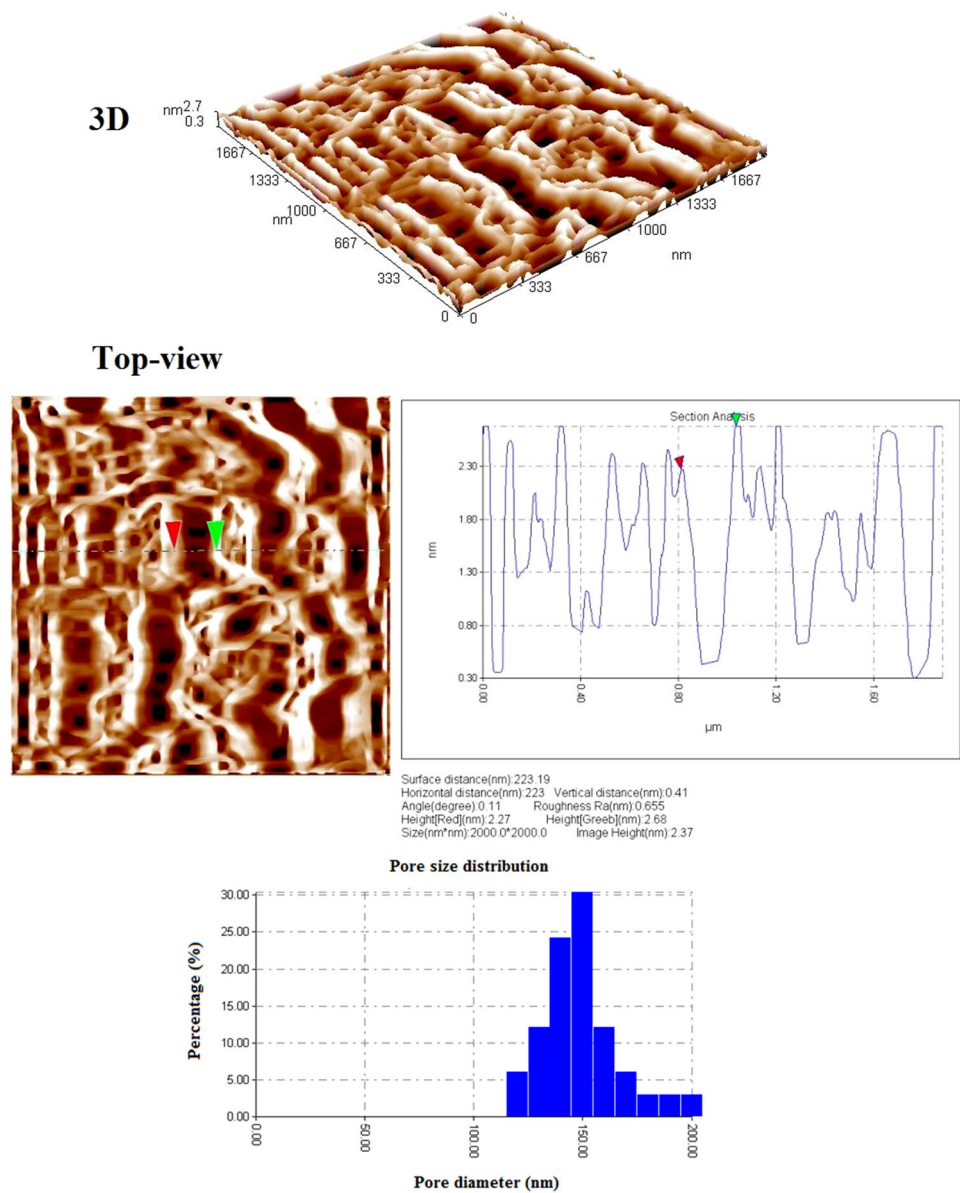 3D
nm 2.7
0.3
1667
1333
1000
nm
667
333
0
0
333
667
1000
1333
1667
nm
Top-view
Section Analysis
2.30
1.80
1.30
0.80
0.30
nm
0.00
0.40
0.80
1.20
1.60
µm
Surface distance(nm):223.19
Horizontal distance(nm):223 Vertical distance(nm):0.41
Angle(degree):0.11 Roughness Ra(nm):0.655
Height[Red](nm):2.27 Height[Greeb](nm):2.68
Size(nm*nm):2000.0*2000.0 Image Height(nm):2.37
Pore size distribution
30.00
25.00
20.00
15.00
10.00
5.00
0.00
Percentage (%)
0.00
50.00
100.00
150.00
200.00
Pore diameter (nm)